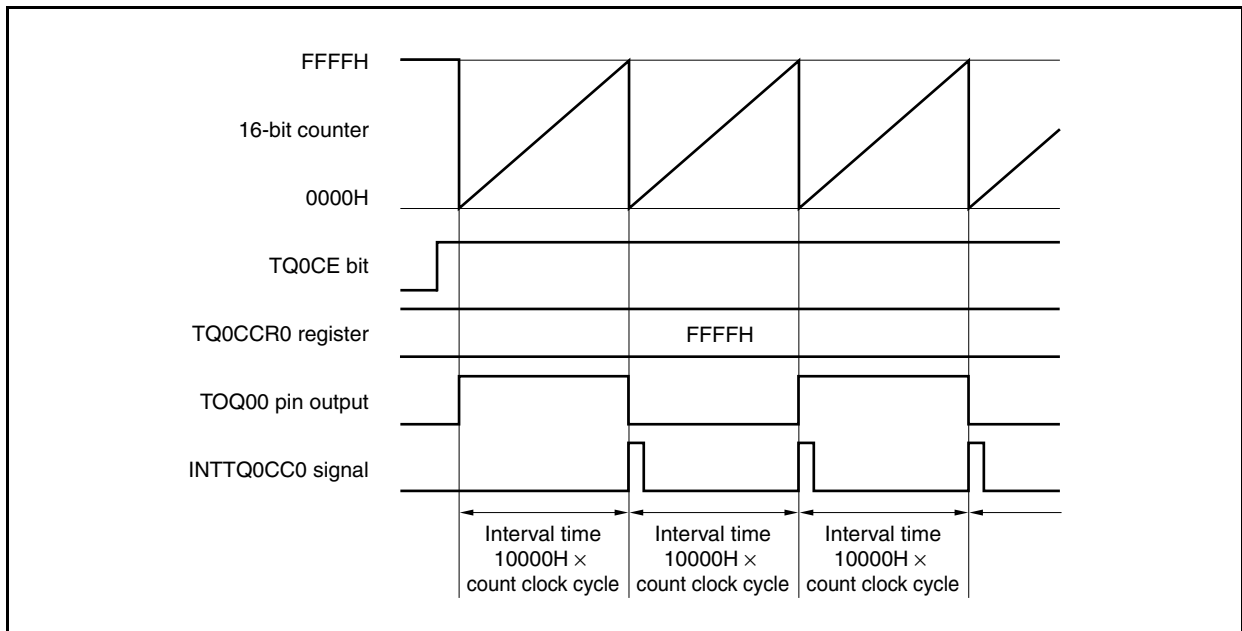 FFFFH
16-bit counter
0000H
TQ0CE bit
TQ0CCR0 register
FFFFH
TOQ00 pin output
INTTQ0CC0 signal
Interval time
10000H ×
count clock cycle
Interval time
10000H ×
count clock cycle
Interval time
10000H ×
count clock cycle